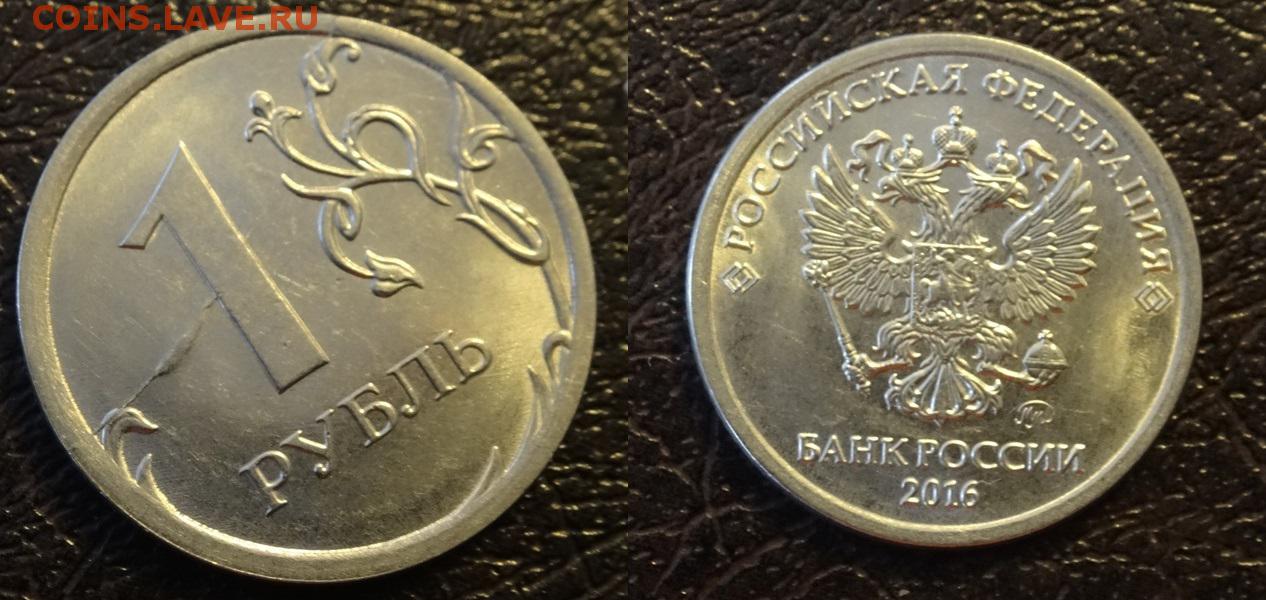 COINS.LAVE.RU
1
РУБЛЬ
РОССИЙСКАЯ ФЕДЕРАЦИЯ
БАНК РОССИИ
2016